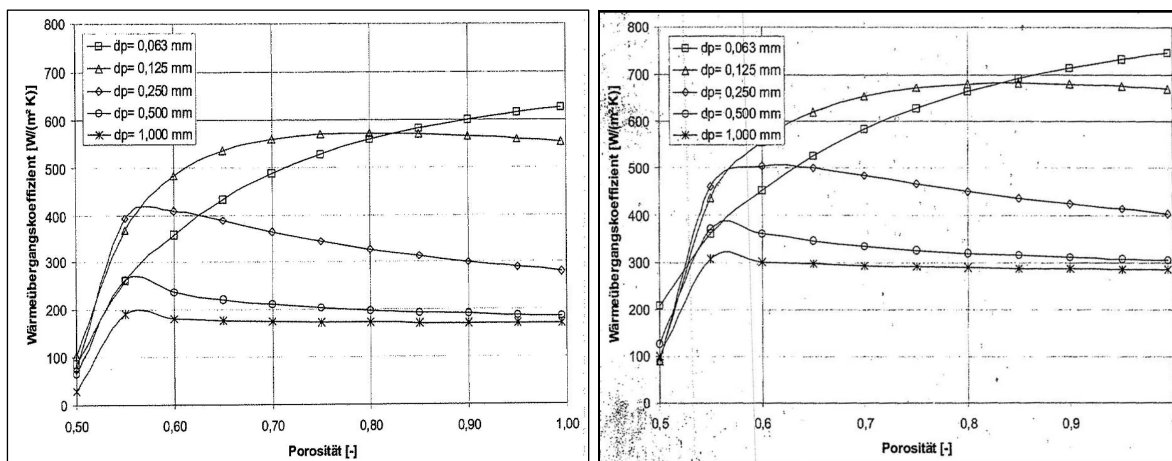 800
700
600
500
400
300
200
100
0
Wärmeübergangskoeffizient [W/(m² K)]
dp= 0,063 mm
dp= 0,125 mm
dp= 0,250 mm
dp= 0,500 mm
dp= 1,000 mm
0,50
0,60
0,70
0,80
0,90
1,00
Porosität [-]
800
700
600
500
400
300
200
100
0
Wärmeübergangskoeffizient [W/(m² K)]
dp= 0,063 mm
dp= 0,125 mm
dp= 0,250 mm
dp= 0,500 mm
dp= 1,000 mm
0,5
0,6
0,7
0,8
0,9
1
Porosität [-]